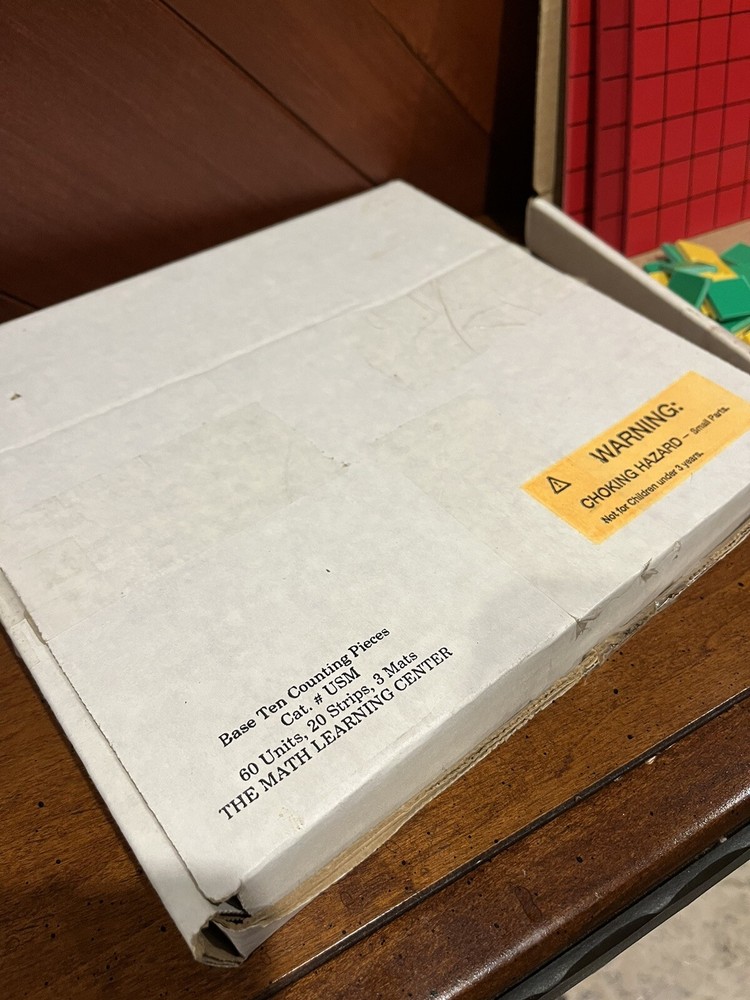 WARNING:
CHOKING HAZARD – Small Parts.
Not for Children under 3 years.
Base Ten Counting Pieces
Cat. # USM
60 Units, 20 Strips, 3 Mats
THE MATH LEARNING CENTER